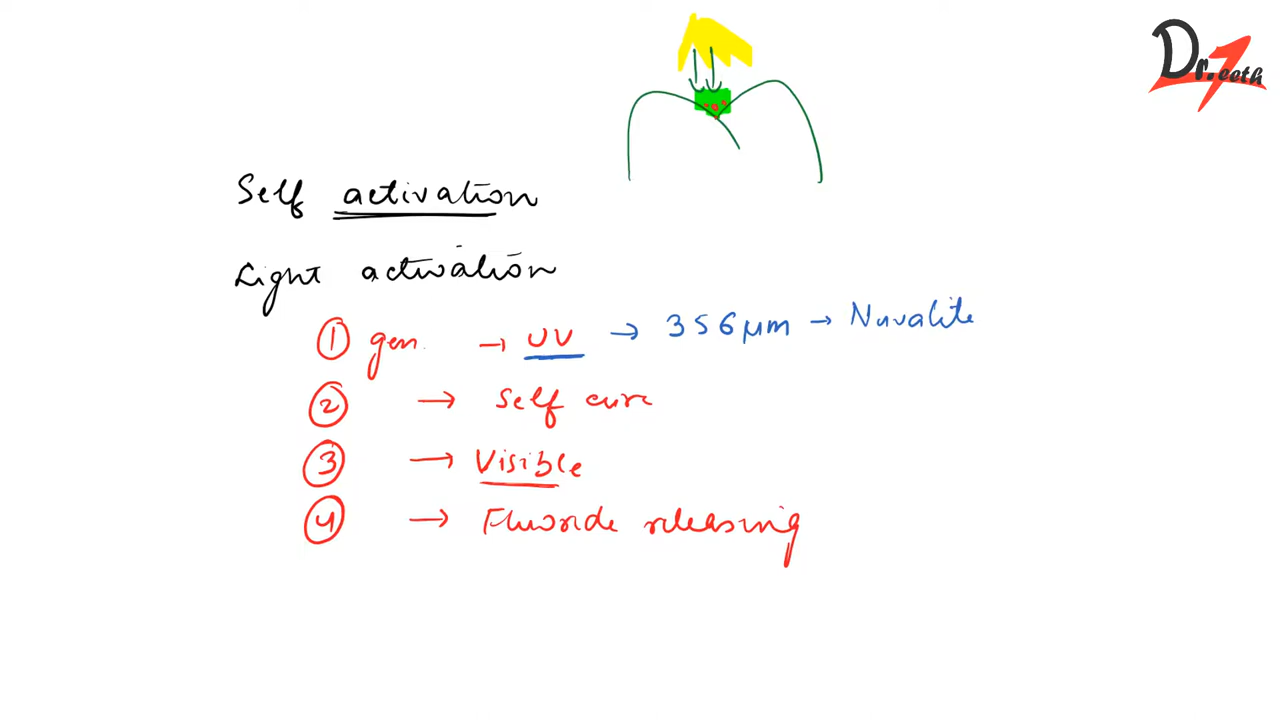 Dr.eeth
Self activation
Light activation
① gen. → UV → 356 μm → Nuvalite
② → Self cure
③ → Visible
④ → Fluoride releasing